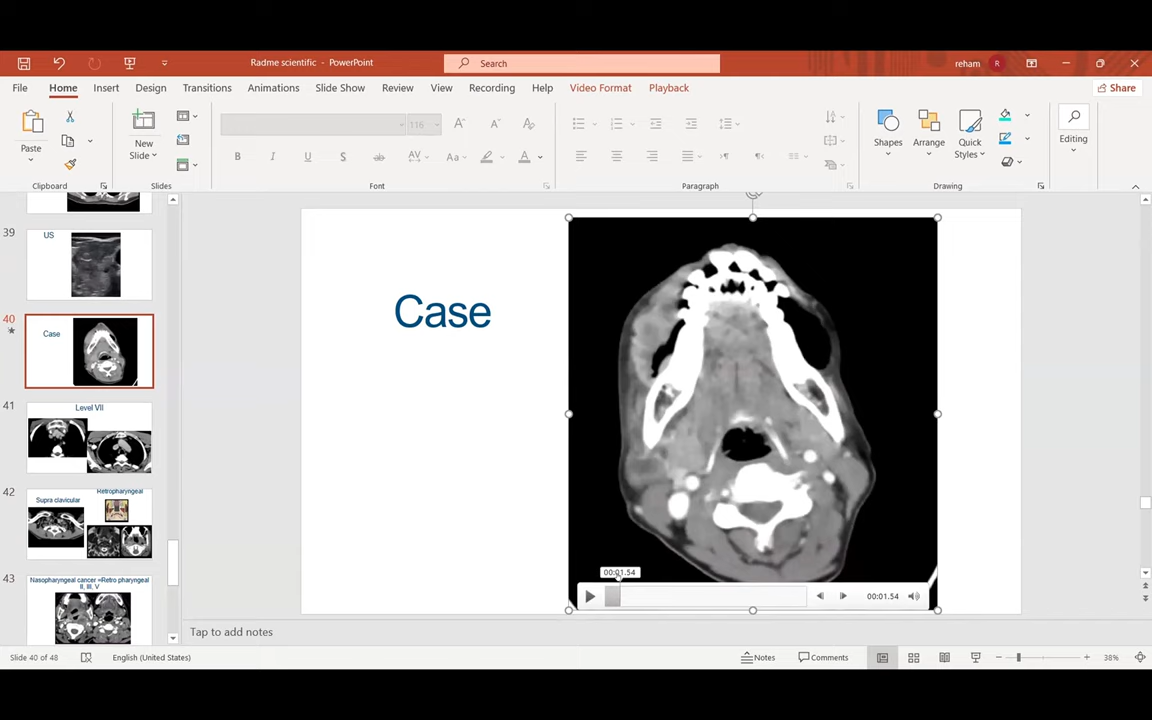 Radme scientific - PowerPoint
Search
reham
R
File
Home
Insert
Design
Transitions
Animations
Slide Show
Review
View
Recording
Help
Video Format
Playback
Share
Paste
New
Slide
116
Shapes
Arrange
Quick
Styles
Editing
Clipboard
Slides
Font
Paragraph
Drawing
39
US
40
Case
41
Level VII
42
Supra clavicular
Retropharyngeal
43
Nasopharyngeal cancer =Retro pharyngeal
II, III, V
Case
00:01.54
00:01.54
Tap to add notes
Slide 40 of 48
English (United States)
Notes
Comments
38%